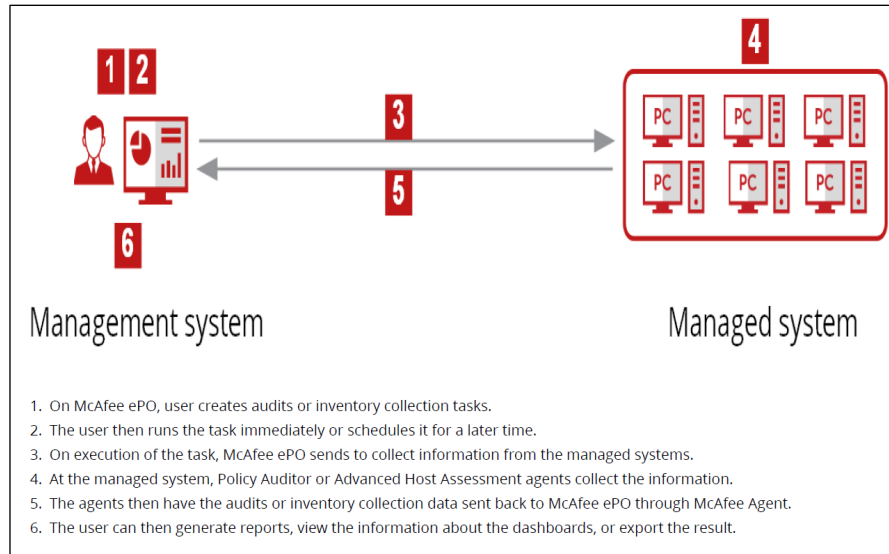 4
1 2
3
PC PC PC
PC PC PC
5
6
Management system Managed system
1. On McAfee ePO, user creates audits or inventory collection tasks.
2. The user then runs the task immediately or schedules it for a later time.
3. On execution of the task, McAfee ePO sends to collect information from the managed systems.
4. At the managed system, Policy Auditor or Advanced Host Assessment agents collect the information.
5. The agents then have the audits or inventory collection data sent back to McAfee ePO through McAfee Agent.
6. The user can then generate reports, view the information about the dashboards, or export the result.